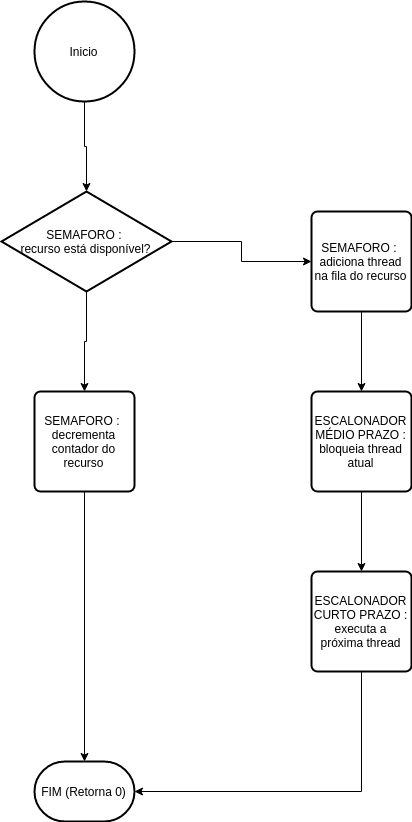 Inicio
SEMAFORO :
recurso está disponível?
SEMAFORO :
adiciona thread
na fila do recurso
SEMAFORO :
decrementa
contador do
recurso
ESCALONADOR
MÉDIO PRAZO :
bloqueia thread
atual
ESCALONADOR
CURTO PRAZO :
executa a
próxima thread
FIM (Retorna 0)